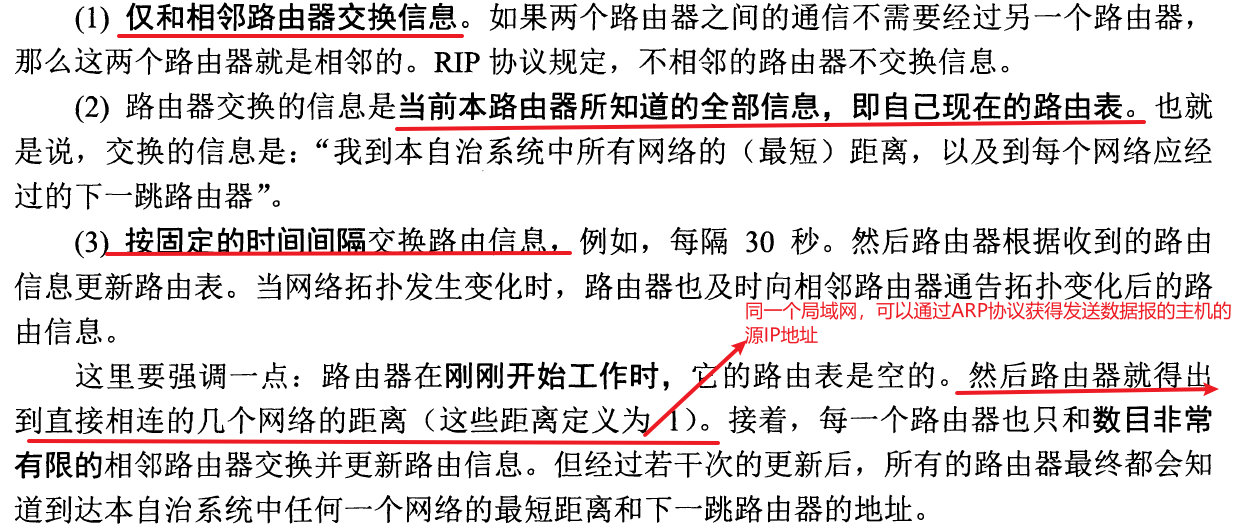 (1) 仅和相邻路由器交换信息。如果两个路由器之间的通信不需要经过另一个路由器，
那么这两个路由器就是相邻的。RIP 协议规定，不相邻的路由器不交换信息。
(2) 路由器交换的信息是当前本路由器所知道的全部信息，即自己现在的路由表。也就
是说，交换的信息是：“我到本自治系统中所有网络的（最短）距离，以及到每个网络应经
过的下一跳路由器”。
(3) 按固定的时间间隔交换路由信息，例如，每隔 30 秒。然后路由器根据收到的路由
信息更新路由表。当网络拓扑发生变化时，路由器也及时向相邻路由器通告拓扑变化后的路
由信息。
同一个局域网，可以通过ARP协议获得发送数据报的主机的
源IP地址
这里要强调一点：路由器在刚刚开始工作时，它的路由表是空的。然后路由器就得出
到直接相连的几个网络的距离（这些距离定义为 1）。接着，每一个路由器也只和数目非常
有限的相邻路由器交换并更新路由信息。但经过若干次的更新后，所有的路由器最终都会知
道到达本自治系统中任何一个网络的最短距离和下一跳路由器的地址。